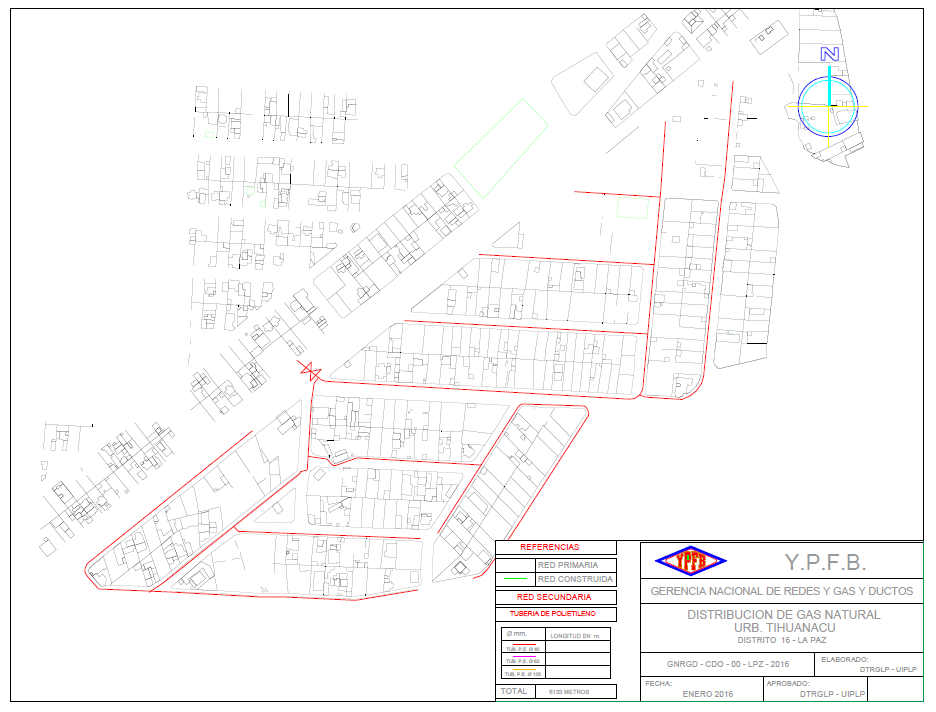 N
REFERENCIAS
RED PRIMARIA
RED CONSTRUIDA
RED SECUNDARIA
TUBERIA DE POLIETILENO
Ø mm. LONGITUD EN m.
TUB. P.E. Ø 40
TUB. P.E. Ø 63
TUB. P.E. Ø 125
TOTAL 6133 METROS
YPFB
Y.P.F.B.
GERENCIA NACIONAL DE REDES Y GAS Y DUCTOS
DISTRIBUCION DE GAS NATURAL
URB. TIHUANACU
DISTRITO 16 - LA PAZ
GNRGD - CDO - 00 - LPZ - 2016
ELABORADO:
DTRGLP - UIPLP
FECHA:
ENERO 2016
APROBADO:
DTRGLP - UIPLP